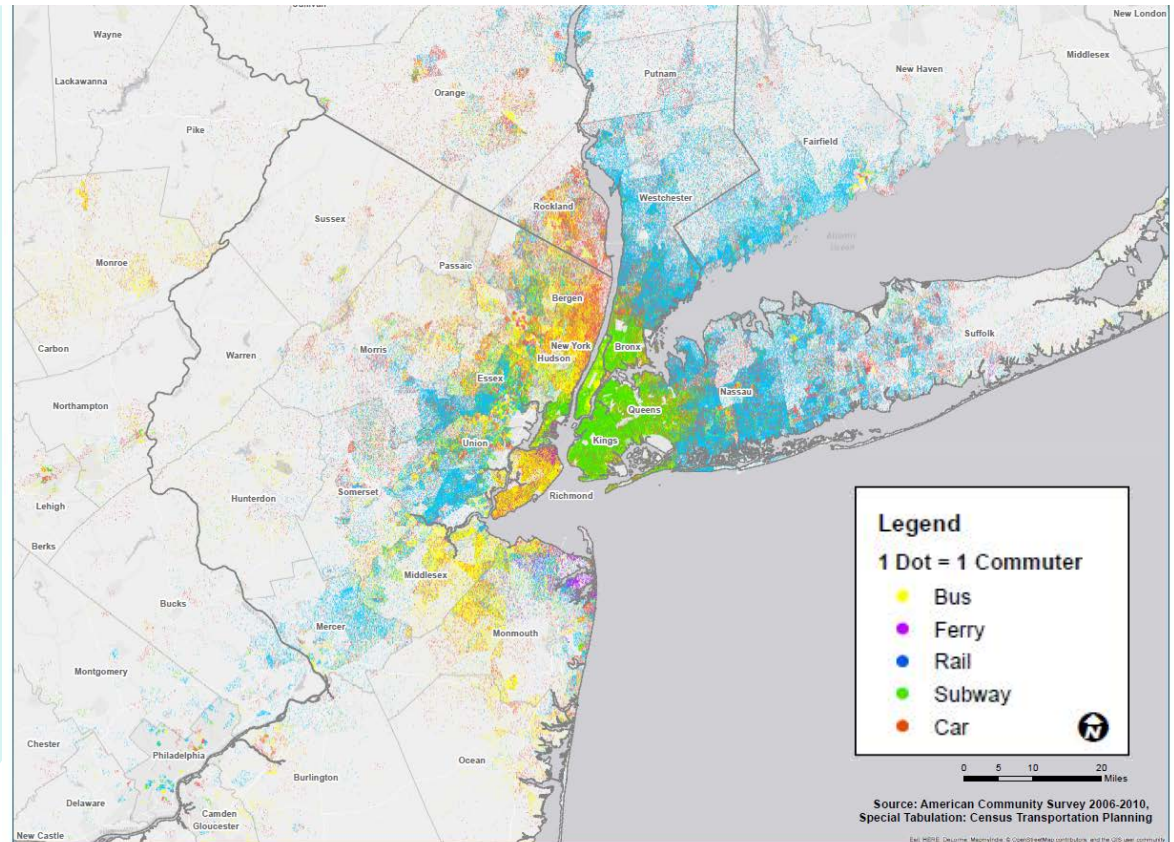 Sullivan
New London
Wayne
Middlesex
Putnam
New Haven
Lackawanna
Orange
Pike
Fairfield
Westchester
Rockland
Sussex
Passaic
Monroe
Bergen
Suffolk
New York
Bronx
Carbon
Warren
Morris
Hudson
Essex
Nassau
Northampton
Queens
Union
Kings
Somerset
Richmond
Hunterdon
Lehigh
Berks
Middlesex
Bucks
Mercer
Monmouth
Montgomery
Chester
Philadelphia
Ocean
Burlington
Delaware
Camden
Gloucester
New Castle
Legend
1 Dot = 1 Commuter
Bus
Ferry
Rail
Subway
Car
N
0 5 10 20
Miles
Source: American Community Survey 2006-2010,
Special Tabulation: Census Transportation Planning